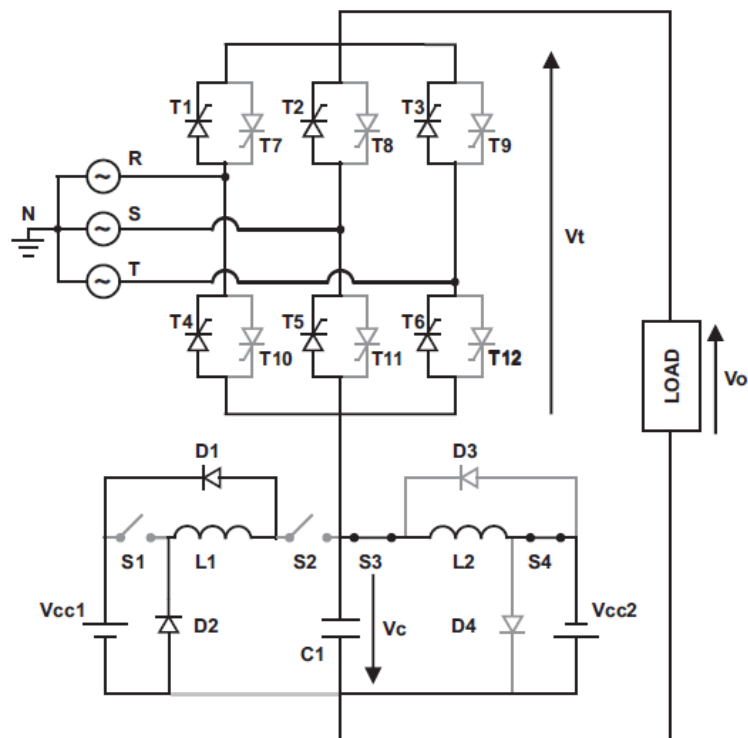 T1
T2
T3
T7
T8
T9
R
N
S
T
Vt
T4
T5
T6
T10
T11
T12
LOAD
Vo
D1
D3
S1
L1
S2
S3
L2
S4
Vcc1
D2
C1
Vc
D4
Vcc2